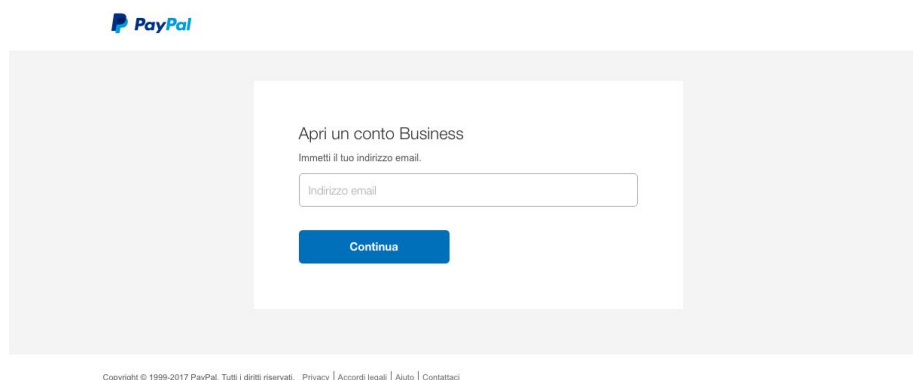 PayPal
Apri un conto Business
Immetti il tuo indirizzo email.
Indirizzo email
Continua
Copyright © 1999-2017 PayPal. Tutti i diritti riservati. Privacy | Accordi legali | Aiuto | Contattaci